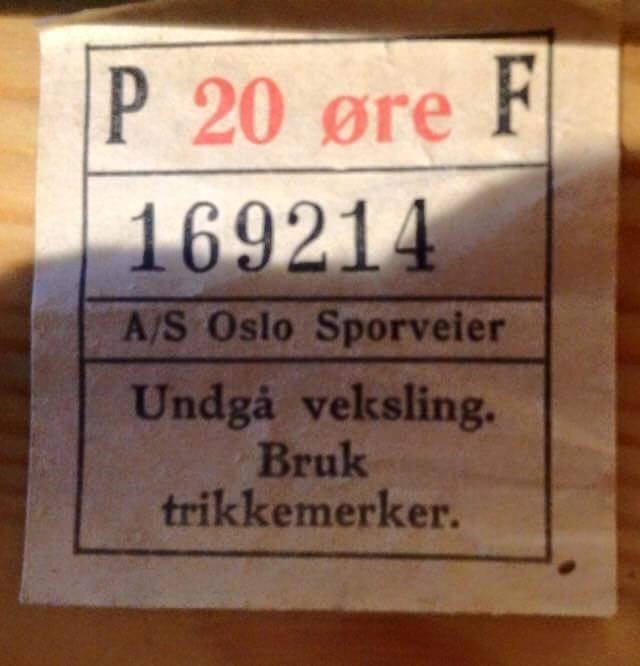 P 20 øre F
169214
A/S Oslo Sporveier
Undgå veksling.
Bruk
trikkemerker.